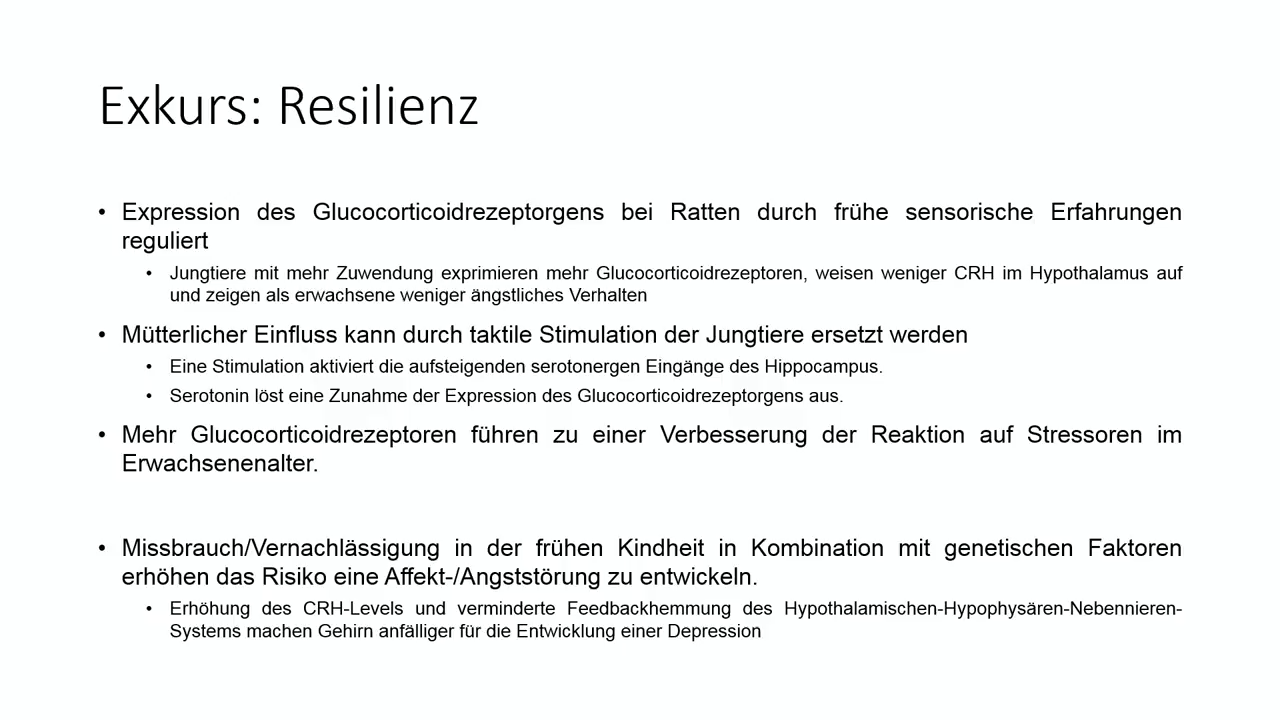 Exkurs: Resilienz
• Expression des Glucocorticoidrezeptorgens bei Ratten durch frühe sensorische Erfahrungen
reguliert
• Jungtiere mit mehr Zuwendung exprimieren mehr Glucocorticoidrezeptoren, weisen weniger CRH im Hypothalamus auf
und zeigen als erwachsene weniger ängstliches Verhalten
• Mütterlicher Einfluss kann durch taktile Stimulation der Jungtiere ersetzt werden
• Eine Stimulation aktiviert die aufsteigenden serotonergen Eingänge des Hippocampus.
• Serotonin löst eine Zunahme der Expression des Glucocorticoidrezeptorgens aus.
• Mehr Glucocorticoidrezeptoren führen zu einer Verbesserung der Reaktion auf Stressoren im
Erwachsenenalter.
• Missbrauch/Vernachlässigung in der frühen Kindheit in Kombination mit genetischen Faktoren
erhöhen das Risiko eine Affekt-/Angststörung zu entwickeln.
• Erhöhung des CRH-Levels und verminderte Feedbackhemmung des Hypothalamischen-Hypophysären-Nebennieren-
Systems machen Gehirn anfälliger für die Entwicklung einer Depression